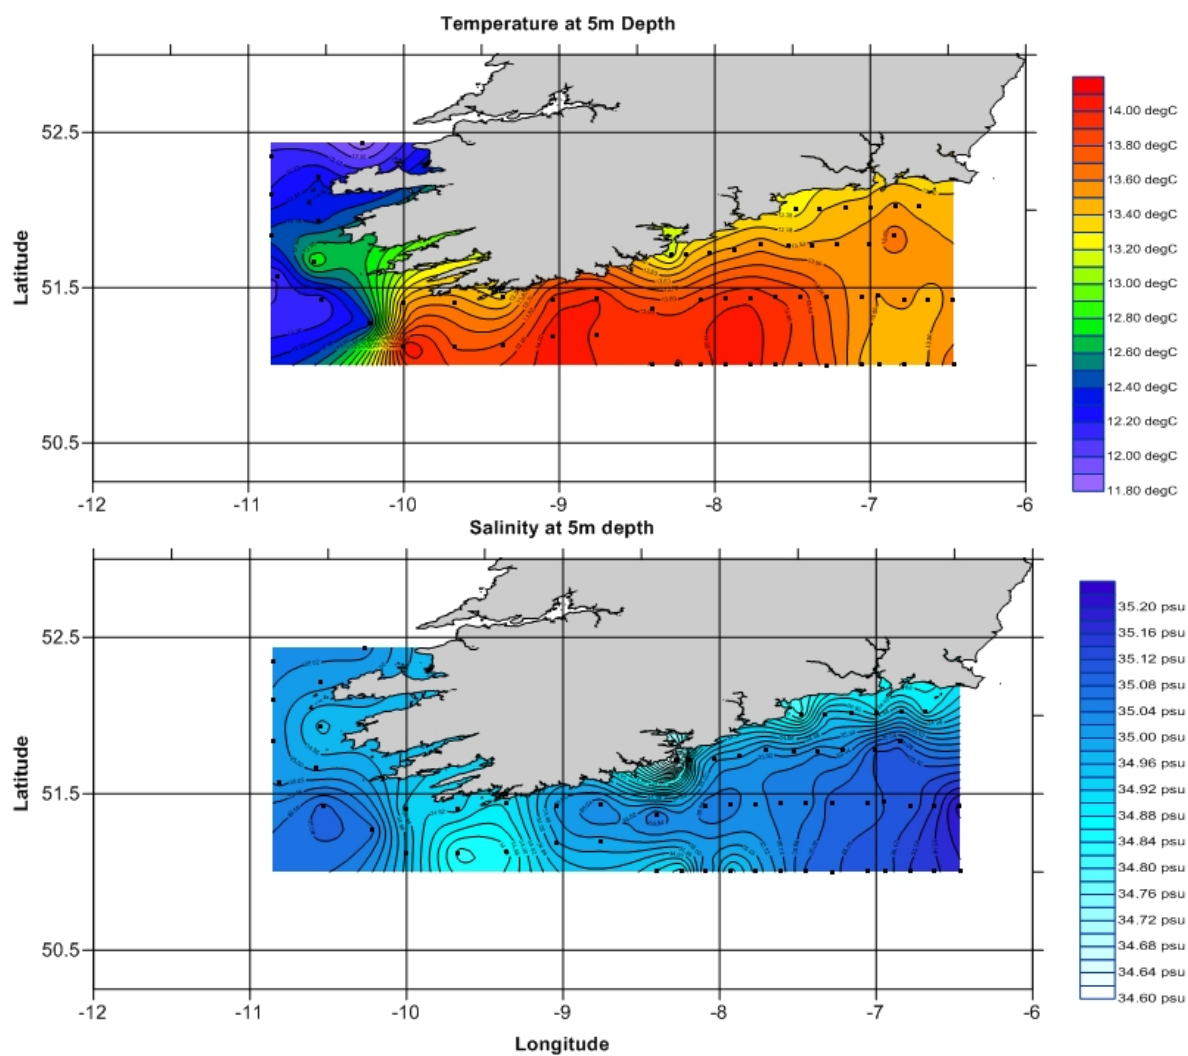 Temperature at 5m Depth
52.5
51.5
50.5
Latitude
-12
-11
-10
-9
-8
-7
-6
14.00 degC
13.80 degC
13.60 degC
13.40 degC
13.20 degC
13.00 degC
12.80 degC
12.60 degC
12.40 degC
12.20 degC
12.00 degC
11.80 degC
Salinity at 5m depth
52.5
51.5
50.5
Latitude
-12
-11
-10
-9
-8
-7
-6
Longitude
35.20 psu
35.16 psu
35.12 psu
35.08 psu
35.04 psu
35.00 psu
34.96 psu
34.92 psu
34.88 psu
34.84 psu
34.80 psu
34.76 psu
34.72 psu
34.68 psu
34.64 psu
34.60 psu